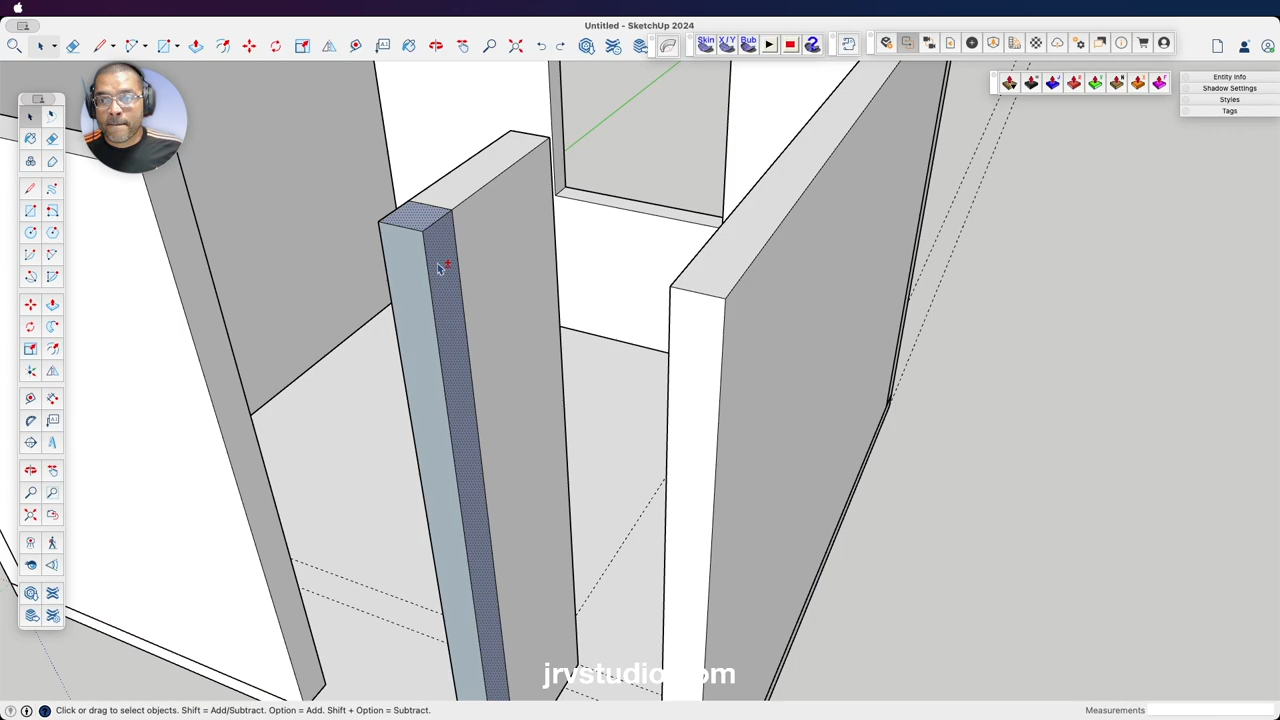 Untitled - SketchUp 2024
Skin
X/Y
Bub
Entity Info
Shadow Settings
Styles
Tags
jrvstudio.com
Click or drag to select objects. Shift = Add/Subtract. Option = Add. Shift + Option = Subtract.
Measurements